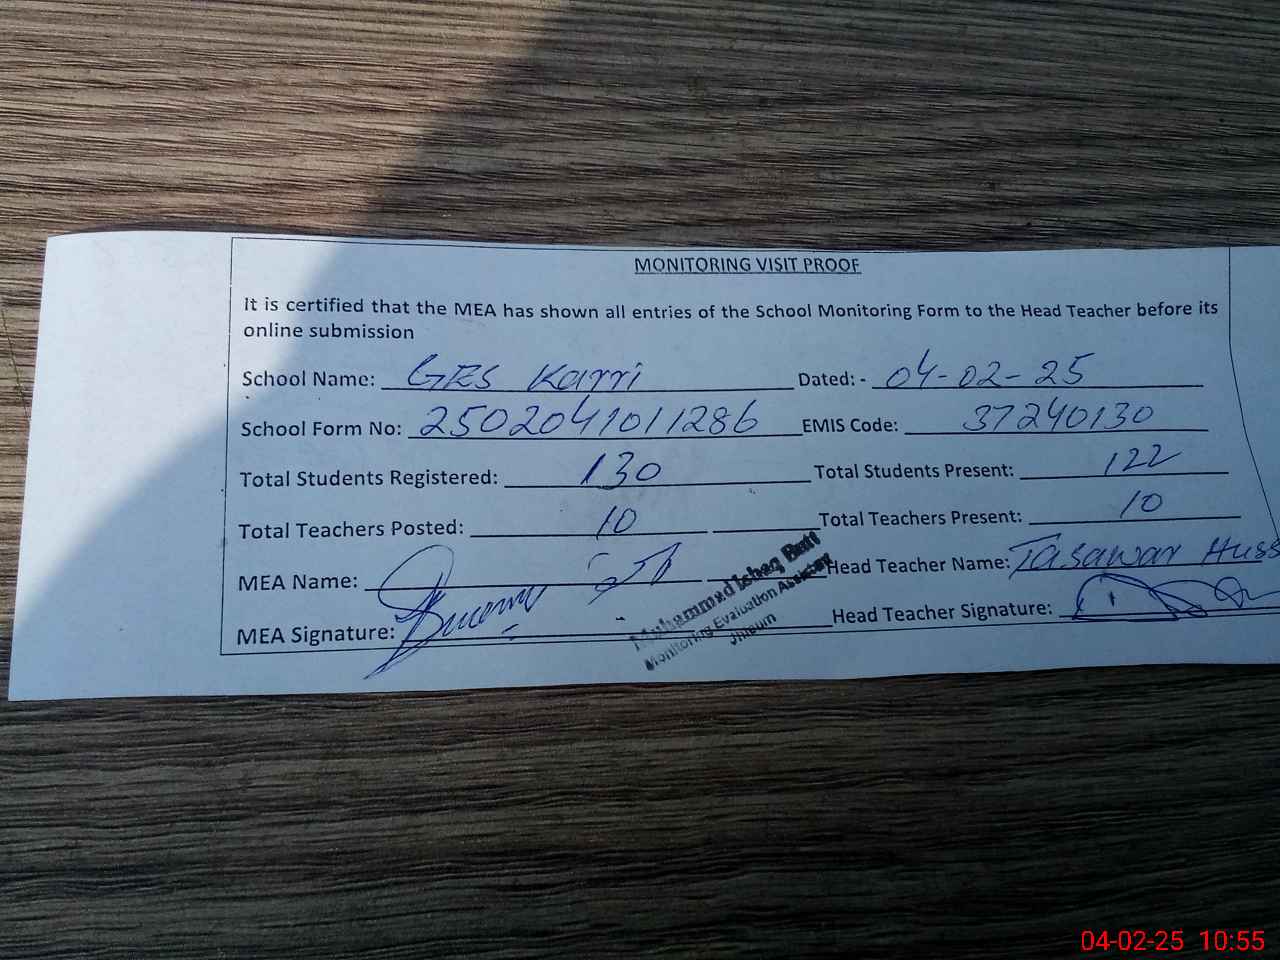 MONITORING VISIT PROOF
It is certified that the MEA has shown all entries of the School Monitoring Form to the Head Teacher before its
online submission
School Name: GES Karri Dated: - 04-02-25
School Form No: 2502041011286 EMIS Code: 37240130
Total Students Registered: 130 Total Students Present: 122
Total Teachers Posted: 10 Total Teachers Present: 10
MEA Name: Head Teacher Name: Tasawar Huss
MEA Signature: Head Teacher Signature:
Muhammad Ishaq Butt
Monitoring Evaluation Assistant
Jhelum
04-02-25 10:55